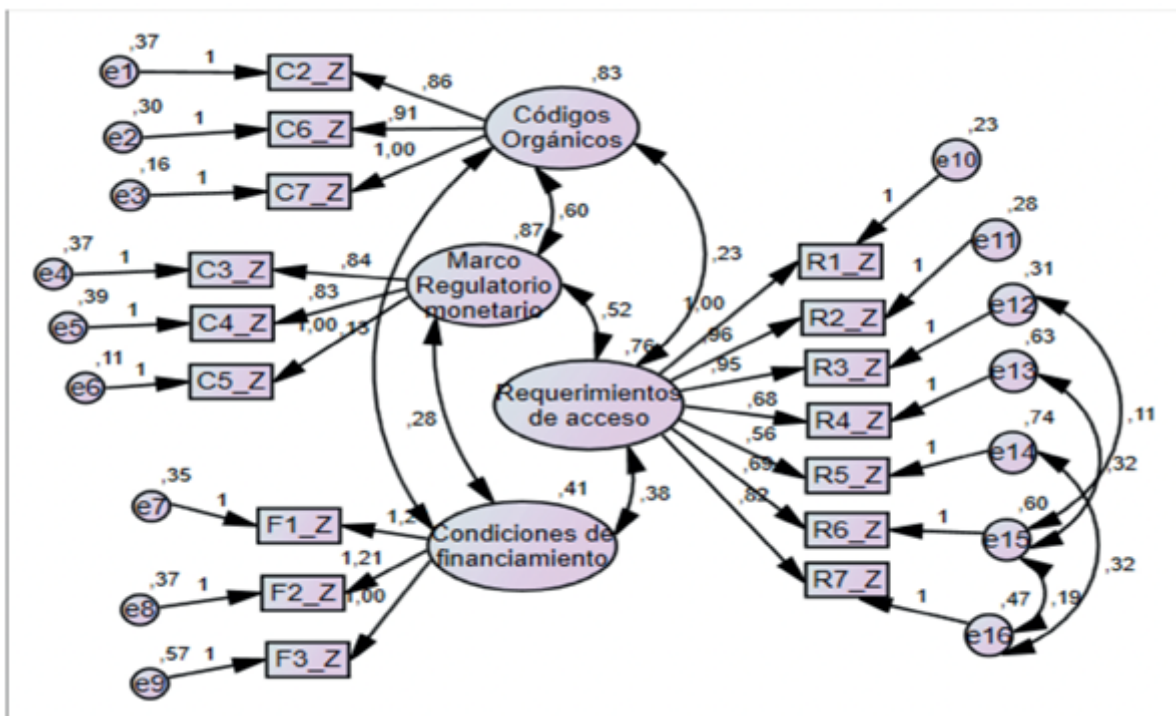 ,37
e1
1
C2_Z
,86
,83
Códigos
Orgánicos
,30
e2
1
C6_Z
,91
,16
e3
1
C7_Z
1,00
,60
,23
,37
e4
1
C3_Z
,84
,87
Marco
Regulatorio
monetario
,39
e5
1
C4_Z
,83
1,00
,13
,11
e6
1
C5_Z
,52
,28
,76
Requerimientos
de acceso
,38
,35
e7
1
F1_Z
,41
Condiciones de
financiamiento
,37
e8
1
F2_Z
1,21
,57
e9
1
F3_Z
1,00
,23
e10
1
R1_Z
1,00
,28
e11
1
R2_Z
,96
,31
e12
1
R3_Z
,95
,63
e13
1
R4_Z
,68
,74
e14
1
R5_Z
,56
,60
e15
1
R6_Z
,69
,47
e16
1
R7_Z
,82
,11
,32
,32
,19